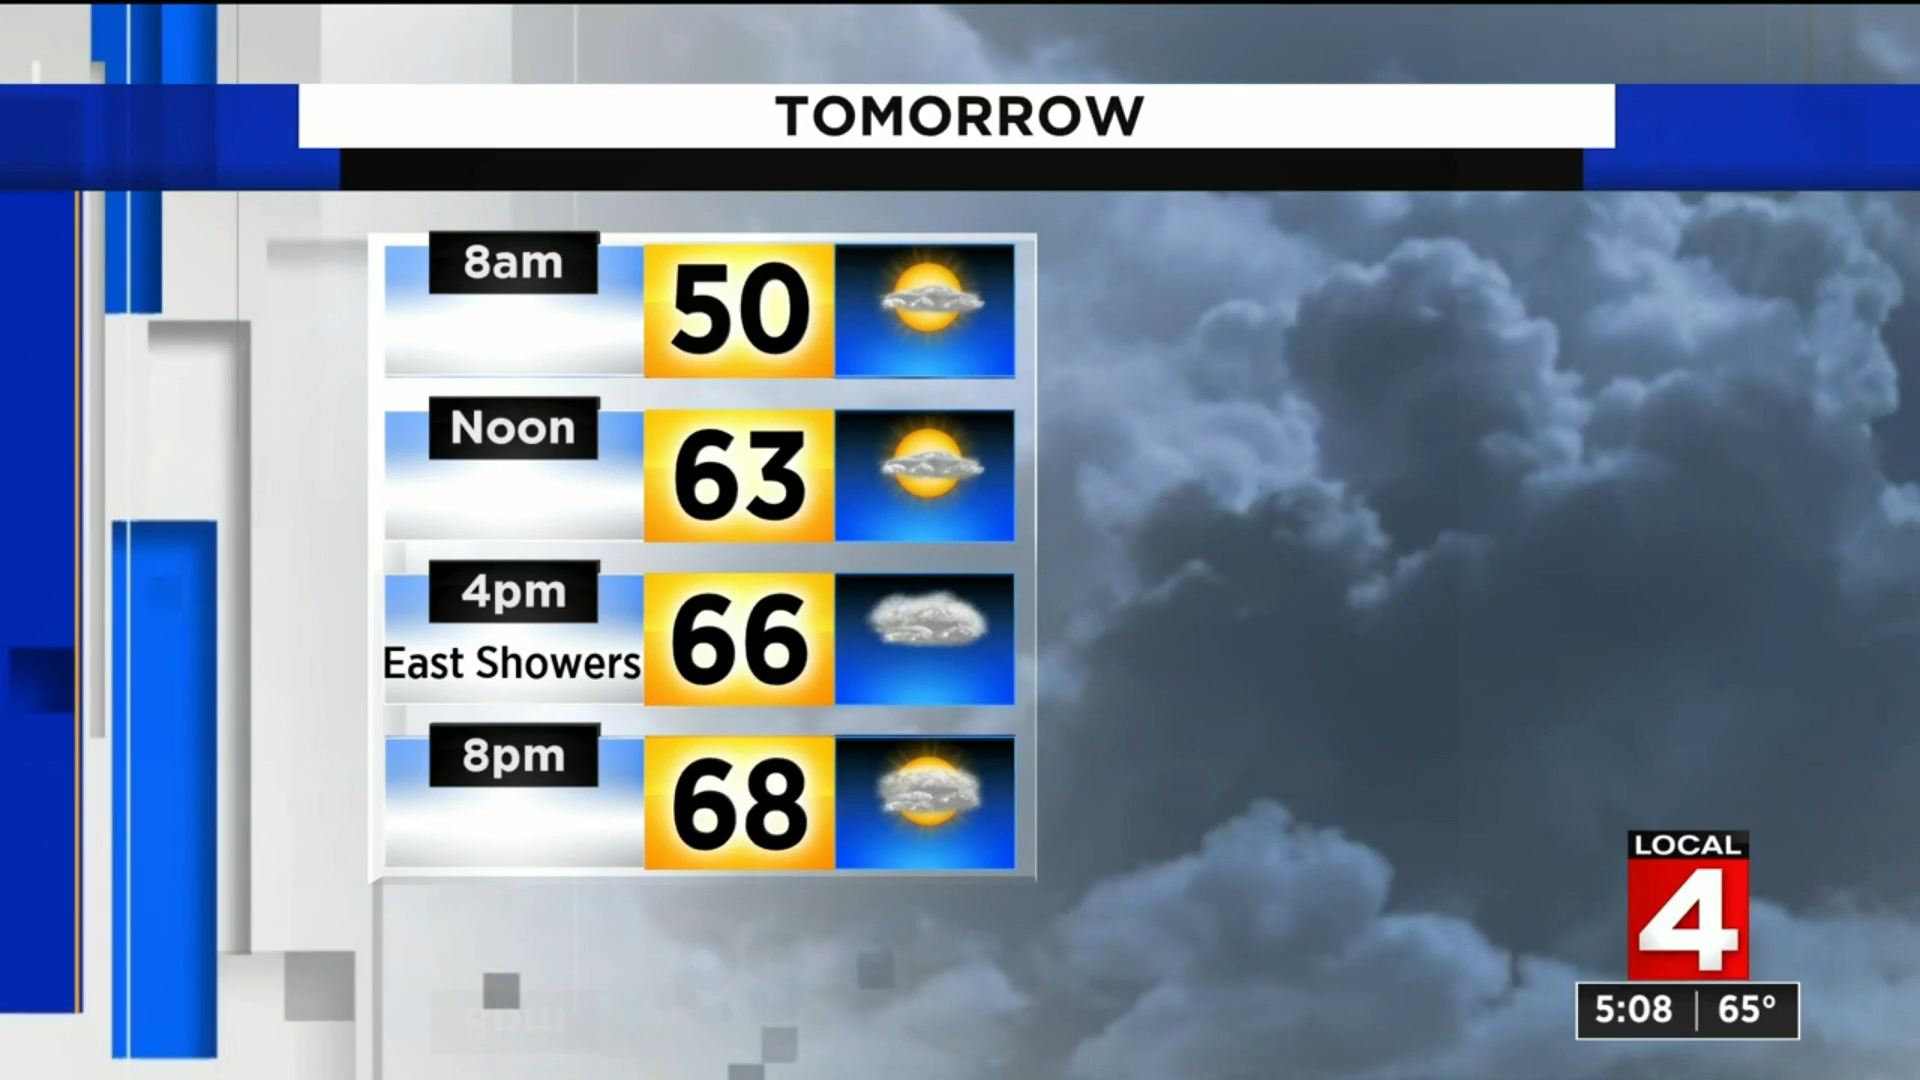 TOMORROW
8am
50
Noon
63
4pm
East Showers
66
8pm
68
LOCAL
4
5:08 | 65°